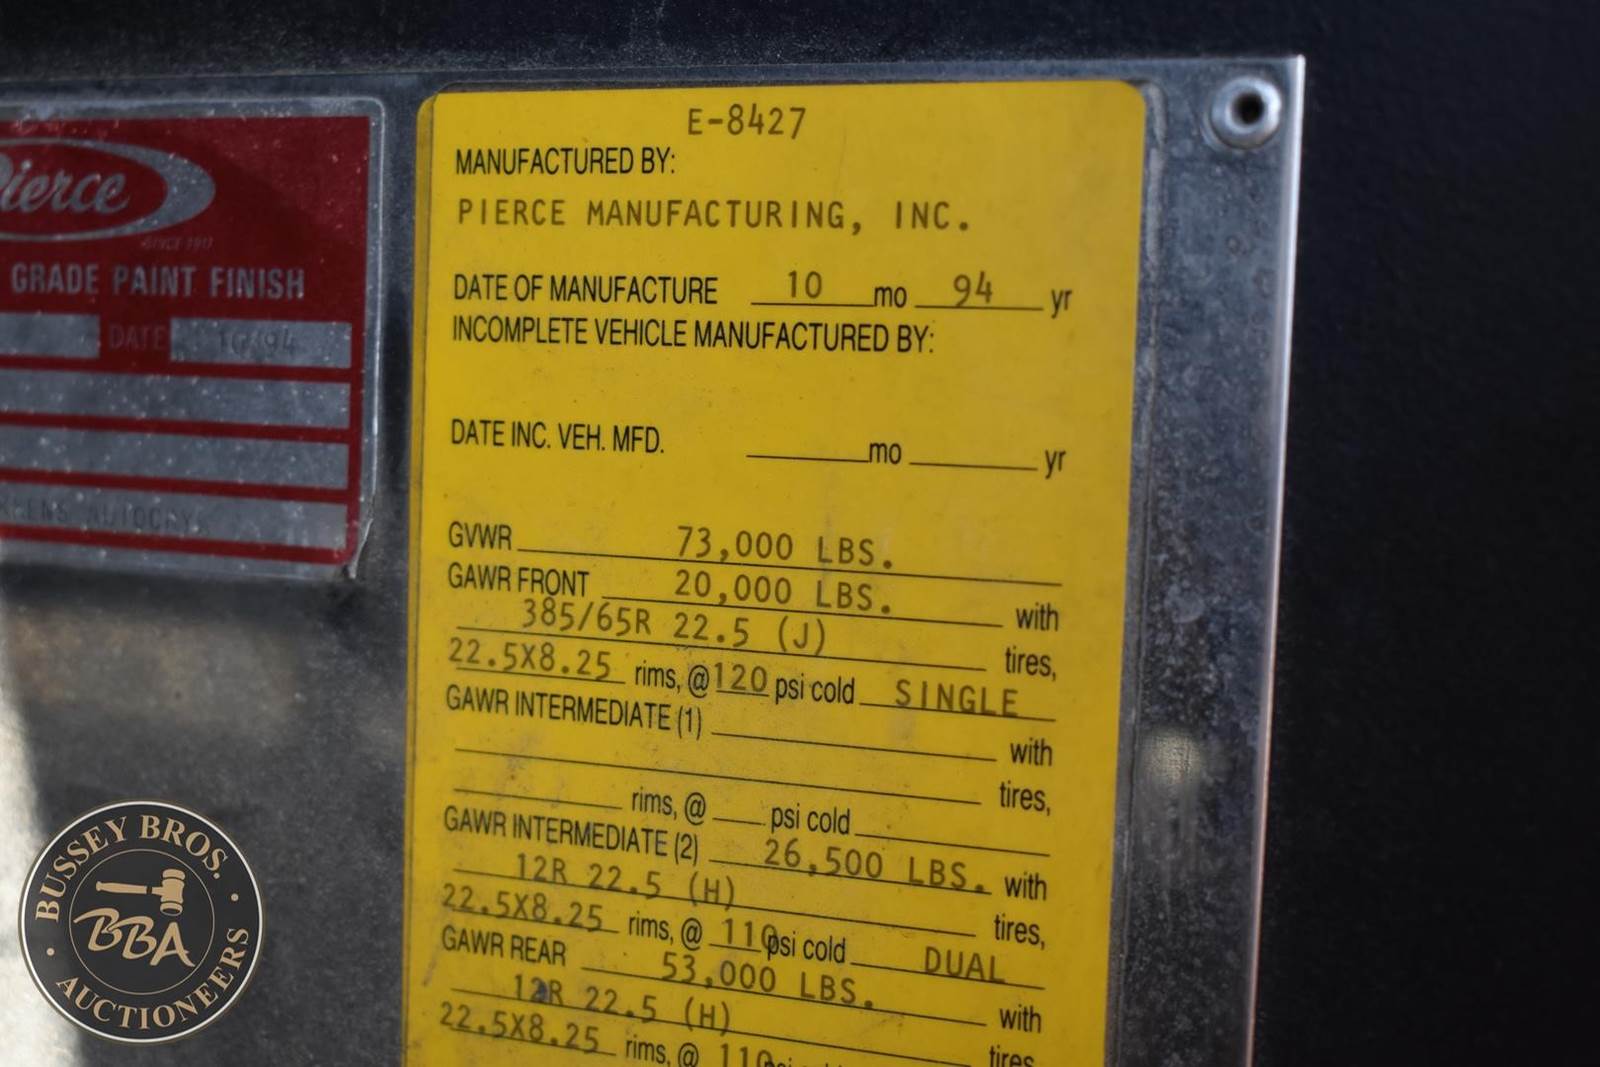 Pierce
SINCE 1917
GRADE PAINT FINISH
DATE 10/94
E-8427
MANUFACTURED BY:
PIERCE MANUFACTURING, INC.
DATE OF MANUFACTURE 10 mo 94 yr
INCOMPLETE VEHICLE MANUFACTURED BY:
DATE INC. VEH. MFD. mo yr
GVWR 73,000 LBS.
GAWR FRONT 20,000 LBS. with
385/65R 22.5 (J) tires,
22.5X8.25 rims, @ 120 psi cold SINGLE
GAWR INTERMEDIATE (1) with
tires,
rims, @ psi cold
GAWR INTERMEDIATE (2) 26,500 LBS. with
12R 22.5 (H) tires,
22.5X8.25 rims, @ 110 psi cold DUAL
GAWR REAR 53,000 LBS. with
12R 22.5 (H) tires
22.5X8.25 rims, @ 110
BUSSEY BROS.
BBA
AUCTIONEERS